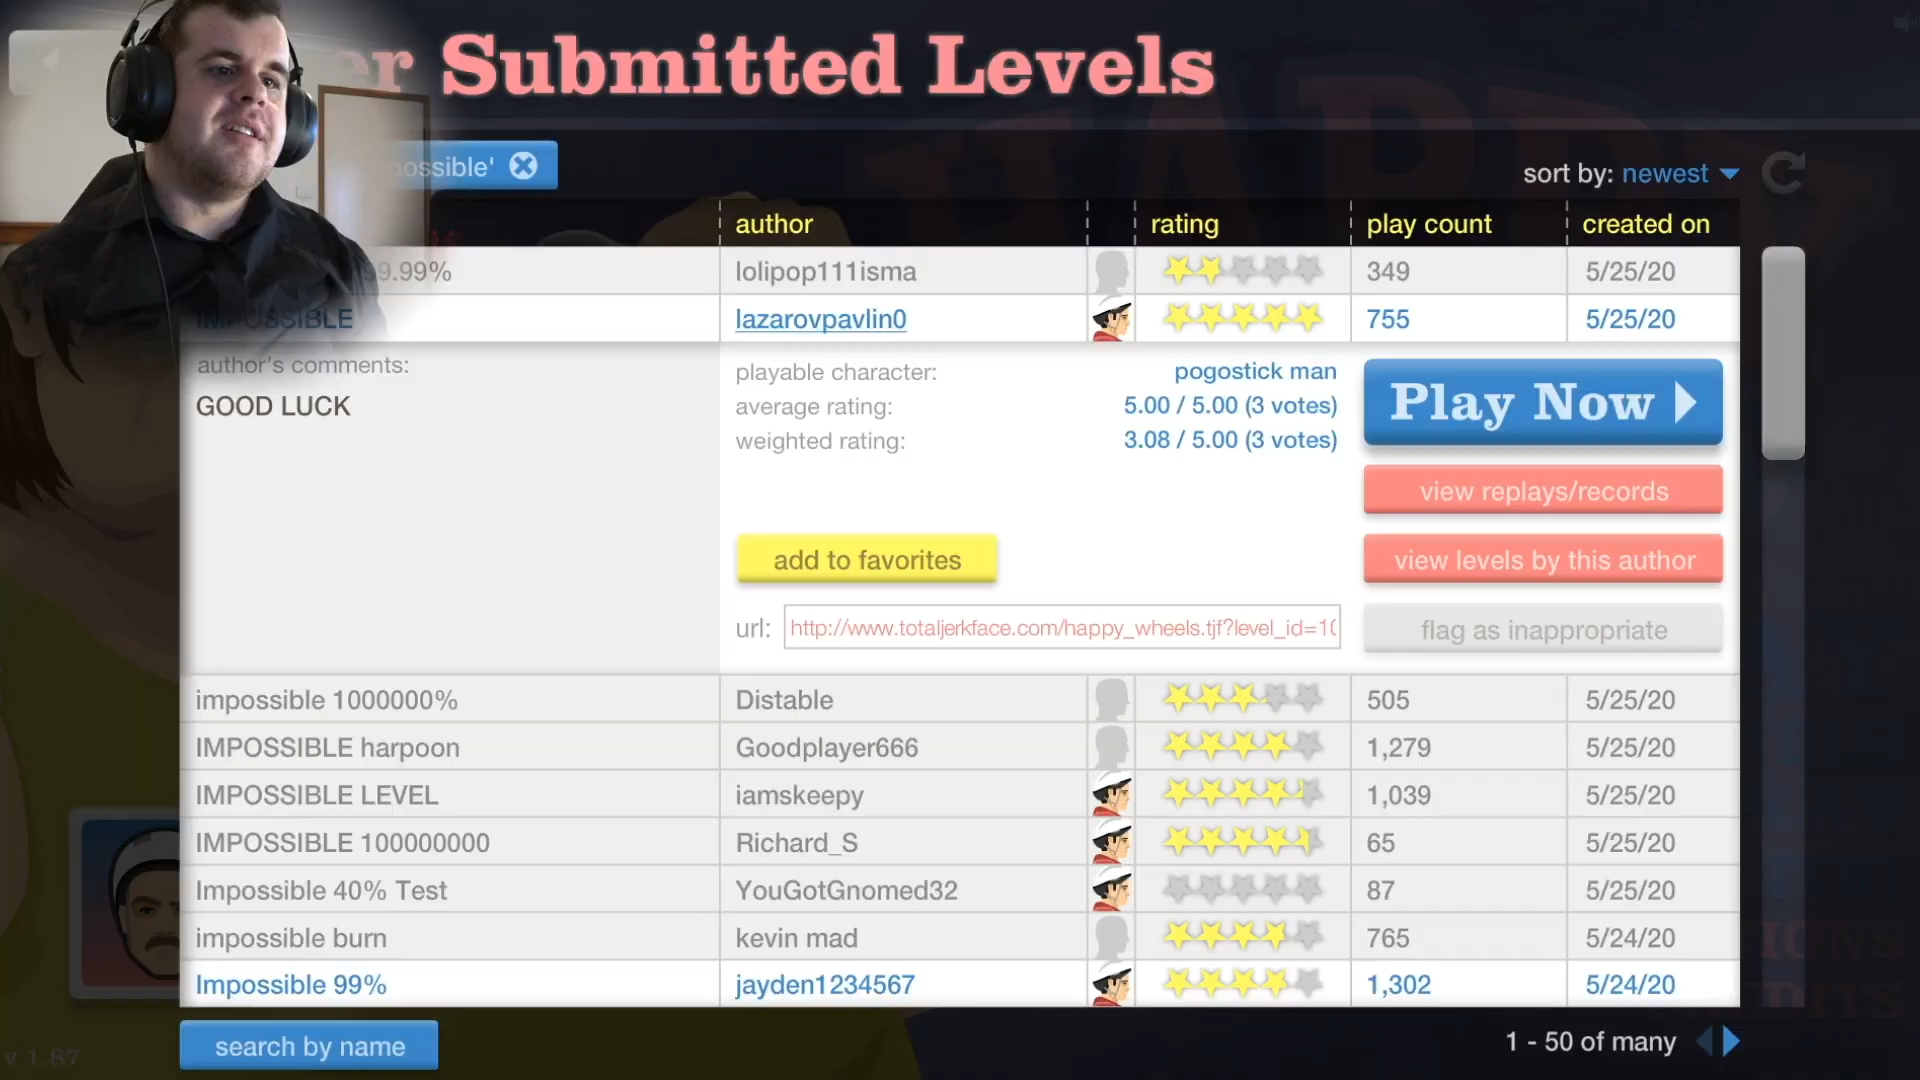 er Submitted Levels
possible'
sort by: newest
author rating play count created on
99.99% lolipop111isma 349 5/25/20
IMPOSSIBLE lazarovpavlin0 755 5/25/20
author's comments:
GOOD LUCK
playable character: pogostick man
average rating: 5.00 / 5.00 (3 votes)
weighted rating: 3.08 / 5.00 (3 votes)
Play Now
view replays/records
add to favorites
view levels by this author
url: http://www.totaljerkface.com/happy_wheels.tjf?level_id=10
flag as inappropriate
impossible 1000000% Distable 505 5/25/20
IMPOSSIBLE harpoon Goodplayer666 1,279 5/25/20
IMPOSSIBLE LEVEL iamskeepy 1,039 5/25/20
IMPOSSIBLE 100000000 Richard_S 65 5/25/20
Impossible 40% Test YouGotGnomed32 87 5/25/20
impossible burn kevin mad 765 5/24/20
Impossible 99% jayden1234567 1,302 5/24/20
search by name
1 - 50 of many
v 1.87